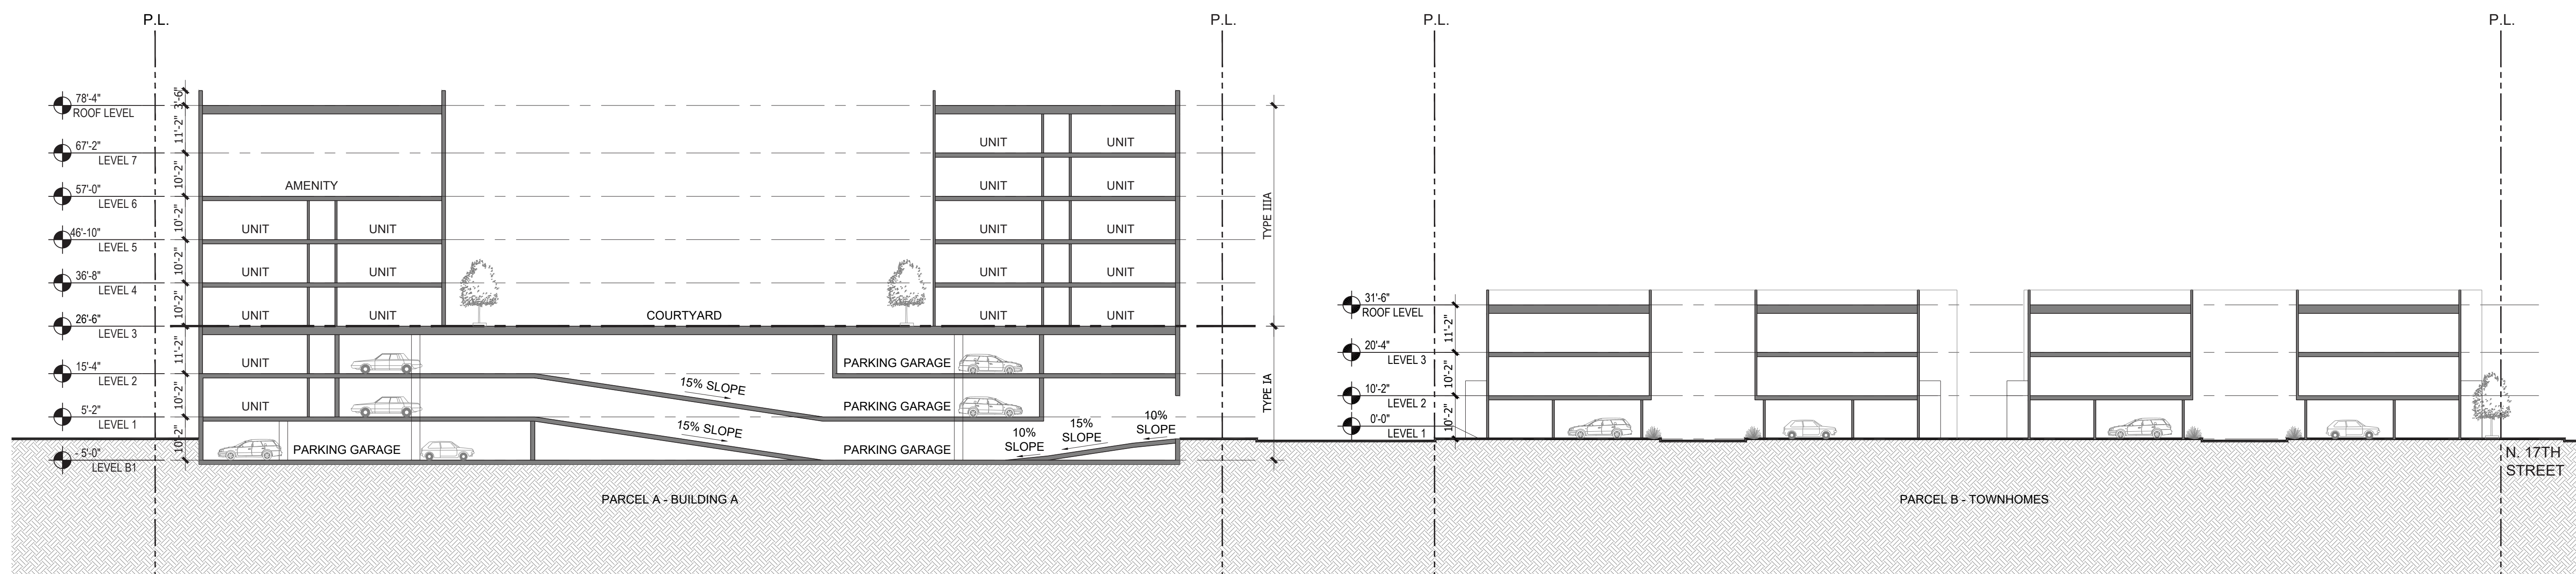 P.L.
P.L.
P.L.
P.L.
78'-4"
ROOF LEVEL
3'-6"
11'-2"
67'-2"
LEVEL 7
10'-2"
57'-0"
LEVEL 6
10'-2"
46'-10"
LEVEL 5
10'-2"
36'-8"
LEVEL 4
10'-2"
26'-6"
LEVEL 3
11'-2"
15'-4"
LEVEL 2
10'-2"
5'-2"
LEVEL 1
10'-2"
- 5'-0"
LEVEL B1
AMENITY
UNIT
UNIT
UNIT
UNIT
UNIT
UNIT
UNIT
UNIT
COURTYARD
UNIT
UNIT
UNIT
UNIT
UNIT
UNIT
UNIT
UNIT
UNIT
UNIT
PARKING GARAGE
PARKING GARAGE
PARKING GARAGE
PARKING GARAGE
15% SLOPE
15% SLOPE
10%
SLOPE
15%
SLOPE
10%
SLOPE
TYPE IIIA
TYPE IA
PARCEL A - BUILDING A
31'-6"
ROOF LEVEL
11'-2"
20'-4"
LEVEL 3
10'-2"
10'-2"
LEVEL 2
10'-2"
0'-0"
LEVEL 1
N. 17TH
STREET
PARCEL B - TOWNHOMES